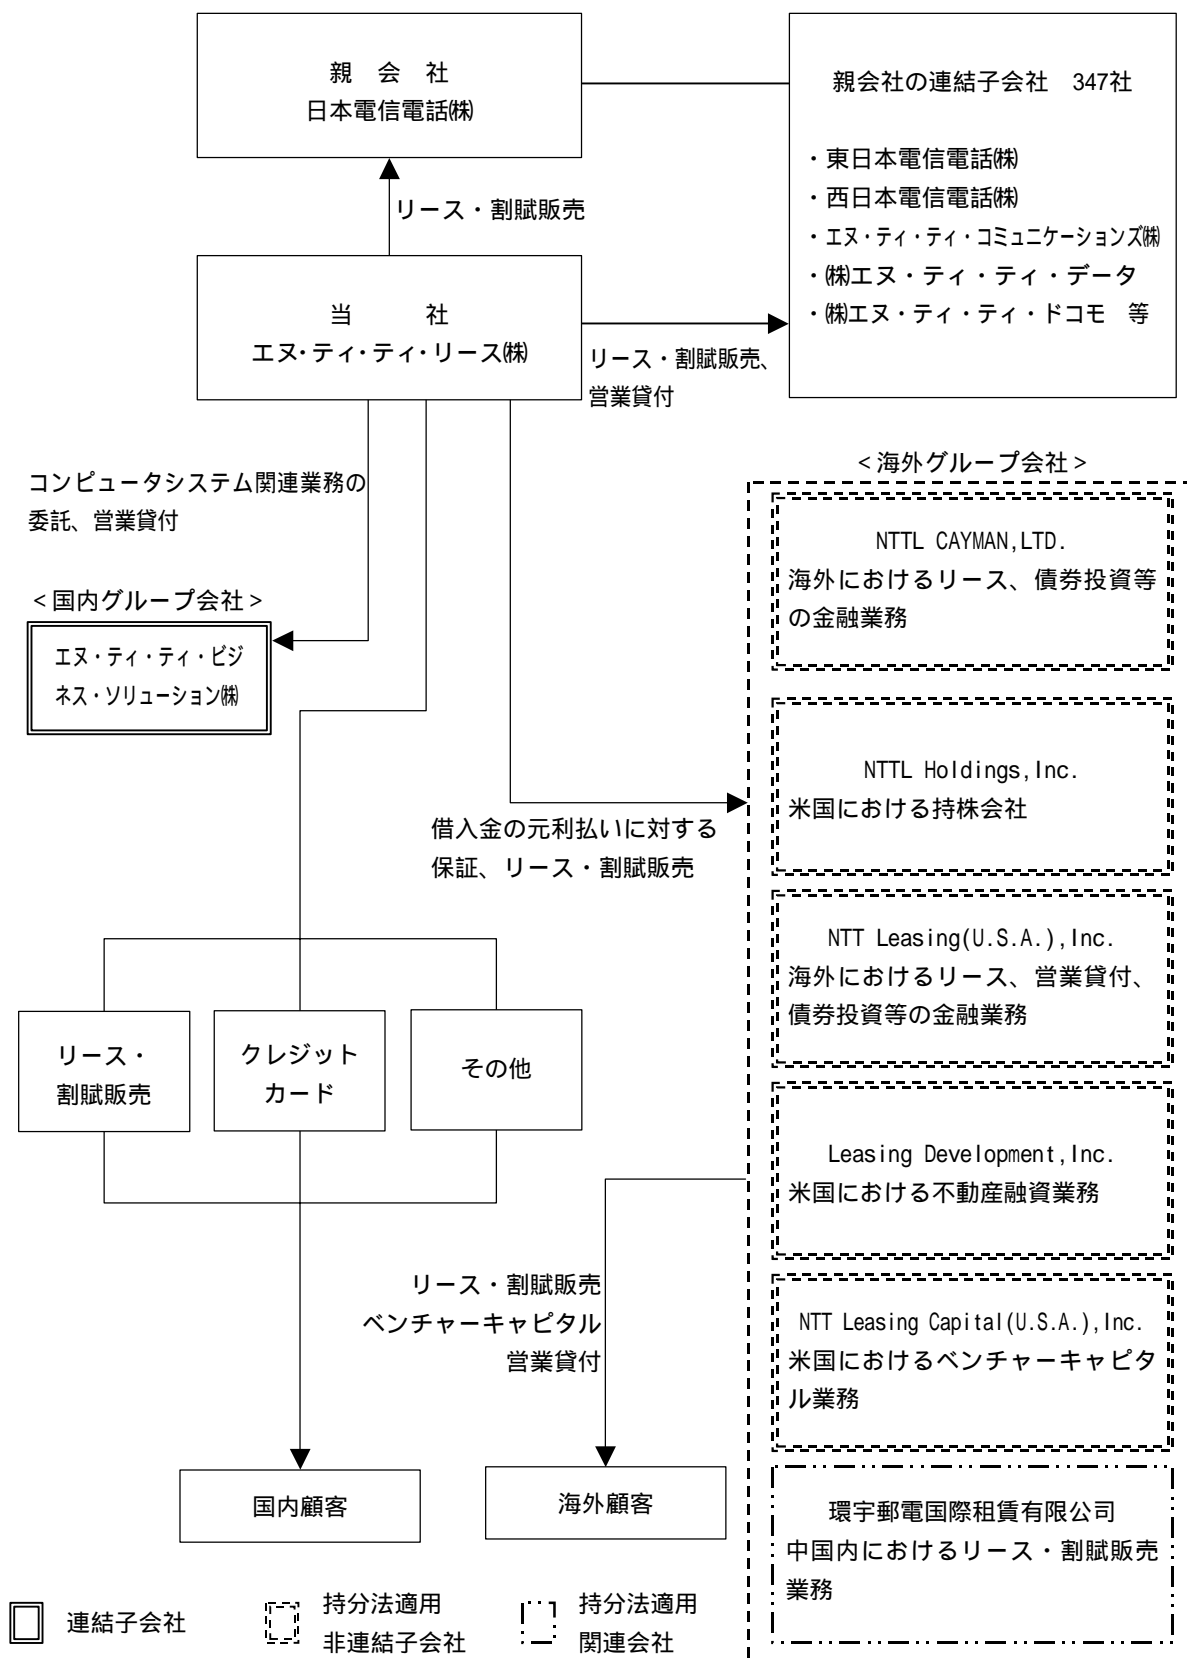 親　会　社
日本電信電話㈱
親会社の連結子会社　347社
・東日本電信電話㈱
・西日本電信電話㈱
・エヌ・ティ・ティ・コミュニケーションズ㈱
・㈱エヌ・ティ・ティ・データ
・㈱エヌ・ティ・ティ・ドコモ　等
リース・割賦販売
当　　　社
エヌ・ティ・ティ・リース㈱
リース・割賦販売、
営業貸付
コンピュータシステム関連業務の
委託、営業貸付
＜国内グループ会社＞
エヌ・ティ・ティ・ビジ
ネス・ソリューション㈱
借入金の元利払いに対する
保証、リース・割賦販売
＜海外グループ会社＞
NTTL CAYMAN,LTD.
海外におけるリース、債券投資等
の金融業務
NTTL Holdings,Inc.
米国における持株会社
NTT Leasing(U.S.A.),Inc.
海外におけるリース、営業貸付、
債券投資等の金融業務
Leasing Development,Inc.
米国における不動産融資業務
NTT Leasing Capital(U.S.A.),Inc.
米国におけるベンチャーキャピタ
ル業務
環宇郵電国際租賃有限公司
中国内におけるリース・割賦販売
業務
リース・
割賦販売
クレジット
カード
その他
リース・割賦販売
ベンチャーキャピタル
営業貸付
国内顧客
海外顧客
連結子会社
持分法適用
非連結子会社
持分法適用
関連会社